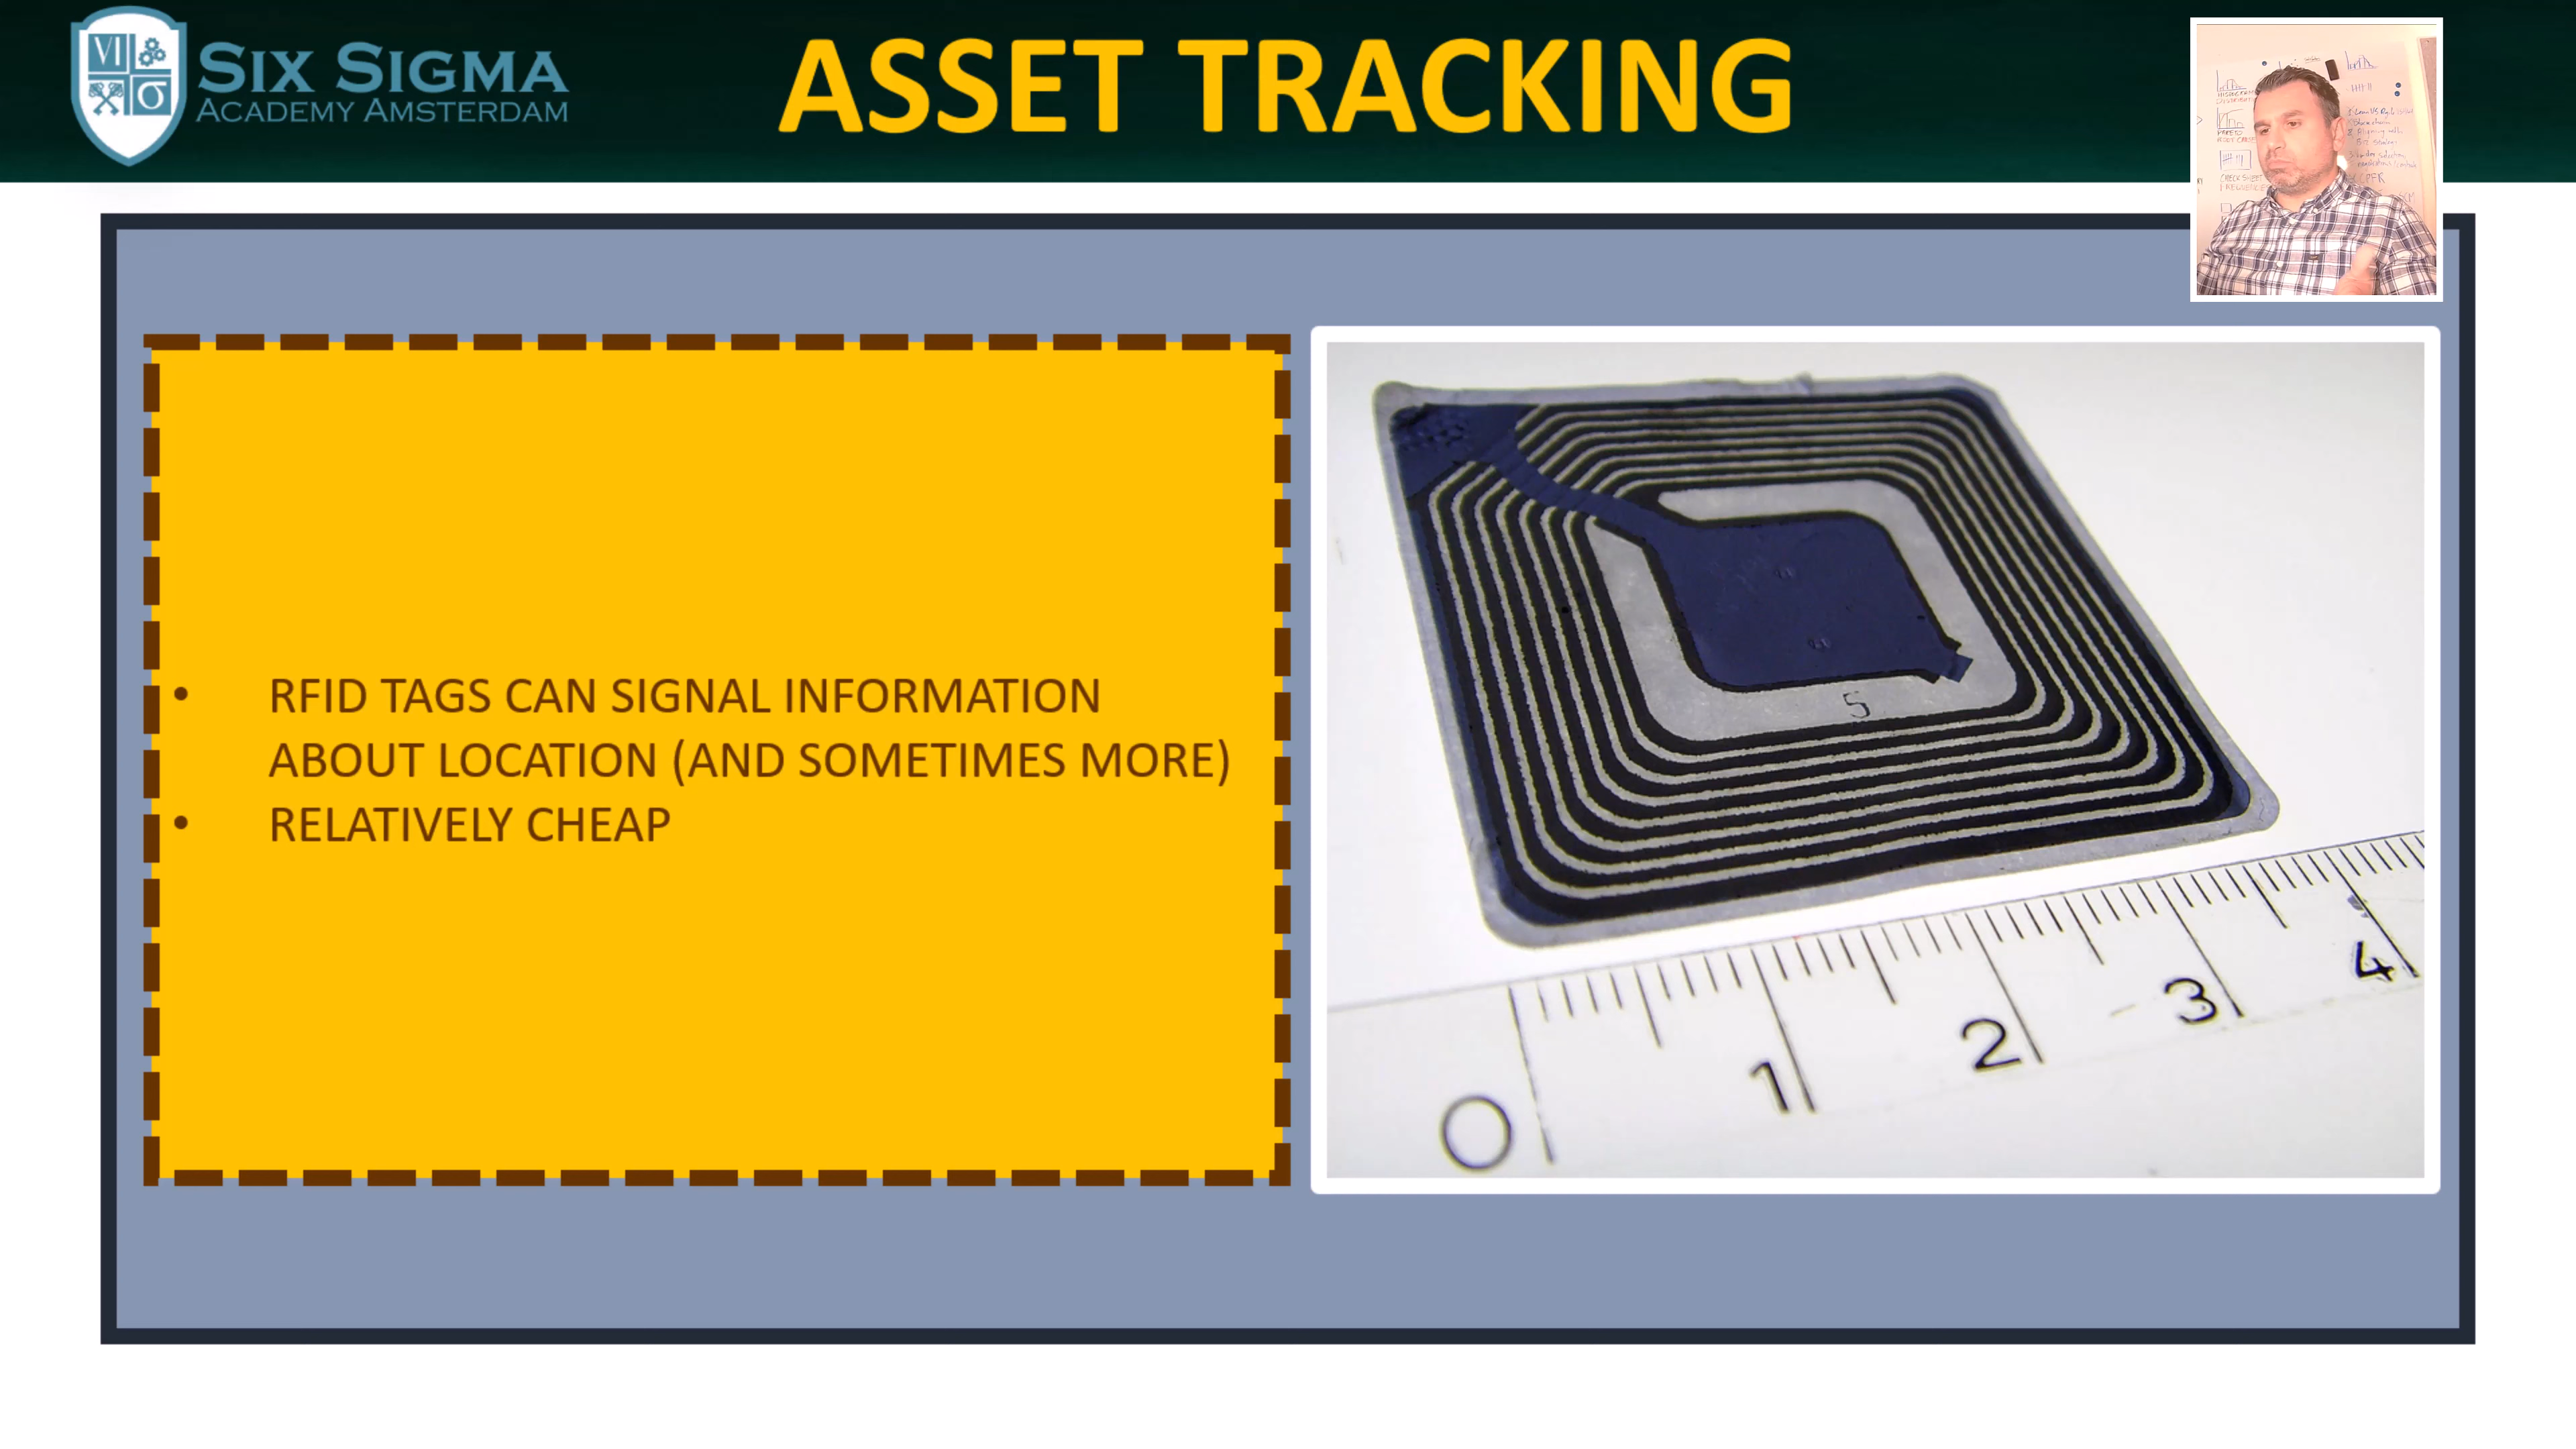 VI
σ
SIX SIGMA
ACADEMY AMSTERDAM
ASSET TRACKING
• RFID TAGS CAN SIGNAL INFORMATION
ABOUT LOCATION (AND SOMETIMES MORE)
• RELATIVELY CHEAP
5
0 1 2 3 4